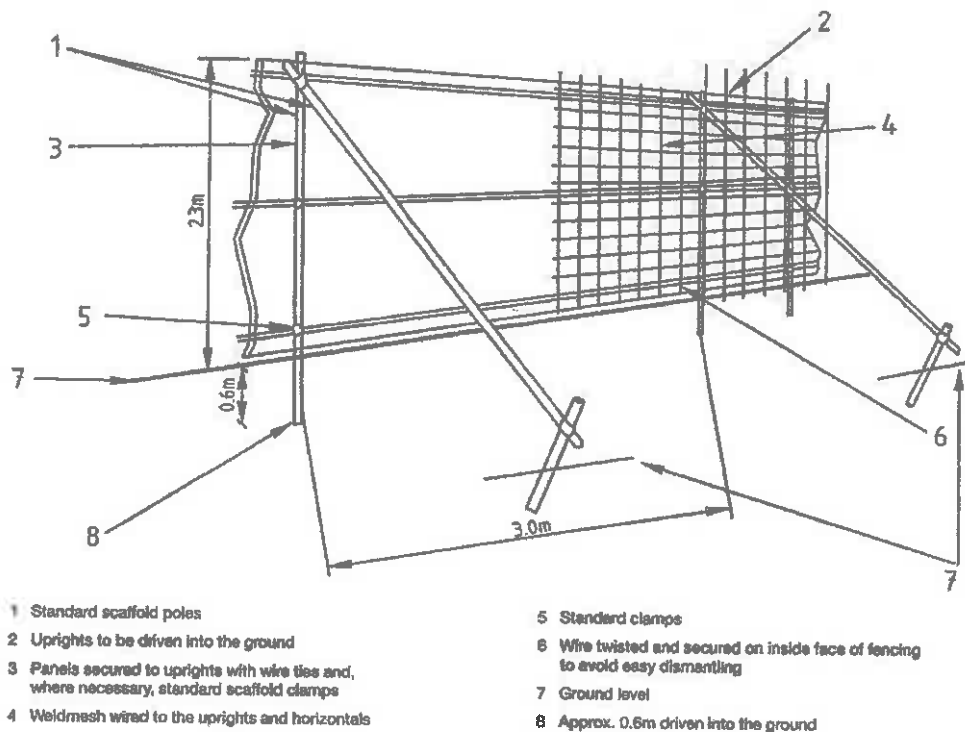 1
2
3
4
2.3m
5
7
0.6m
6
8
3.0m
7
1 Standard scaffold poles
2 Uprights to be driven into the ground
3 Panels secured to uprights with wire ties and,
where necessary, standard scaffold clamps
4 Weldmesh wired to the uprights and horizontals
5 Standard clamps
6 Wire twisted and secured on inside face of fencing
to avoid easy dismantling
7 Ground level
8 Approx. 0.6m driven into the ground